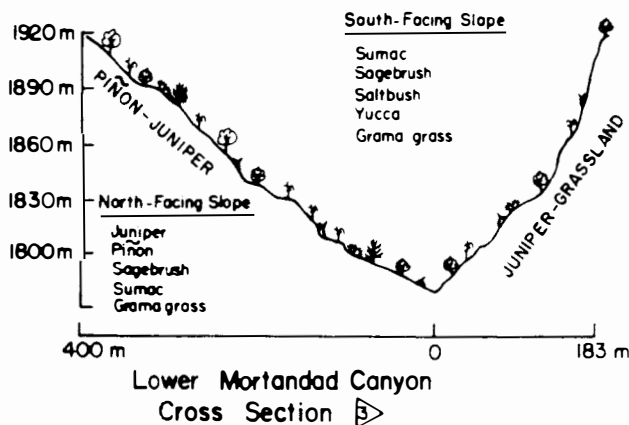 1920 m
1890 m
1860 m
1830 m
1800 m
PIÑON-JUNIPER
North-Facing Slope
Juniper
Piñon
Sagebrush
Sumac
Grama grass
South-Facing Slope
Sumac
Sagebrush
Saltbush
Yucca
Grama grass
JUNIPER-GRASSLAND
400 m
0
183 m
Lower Mortandad Canyon
Cross Section 3